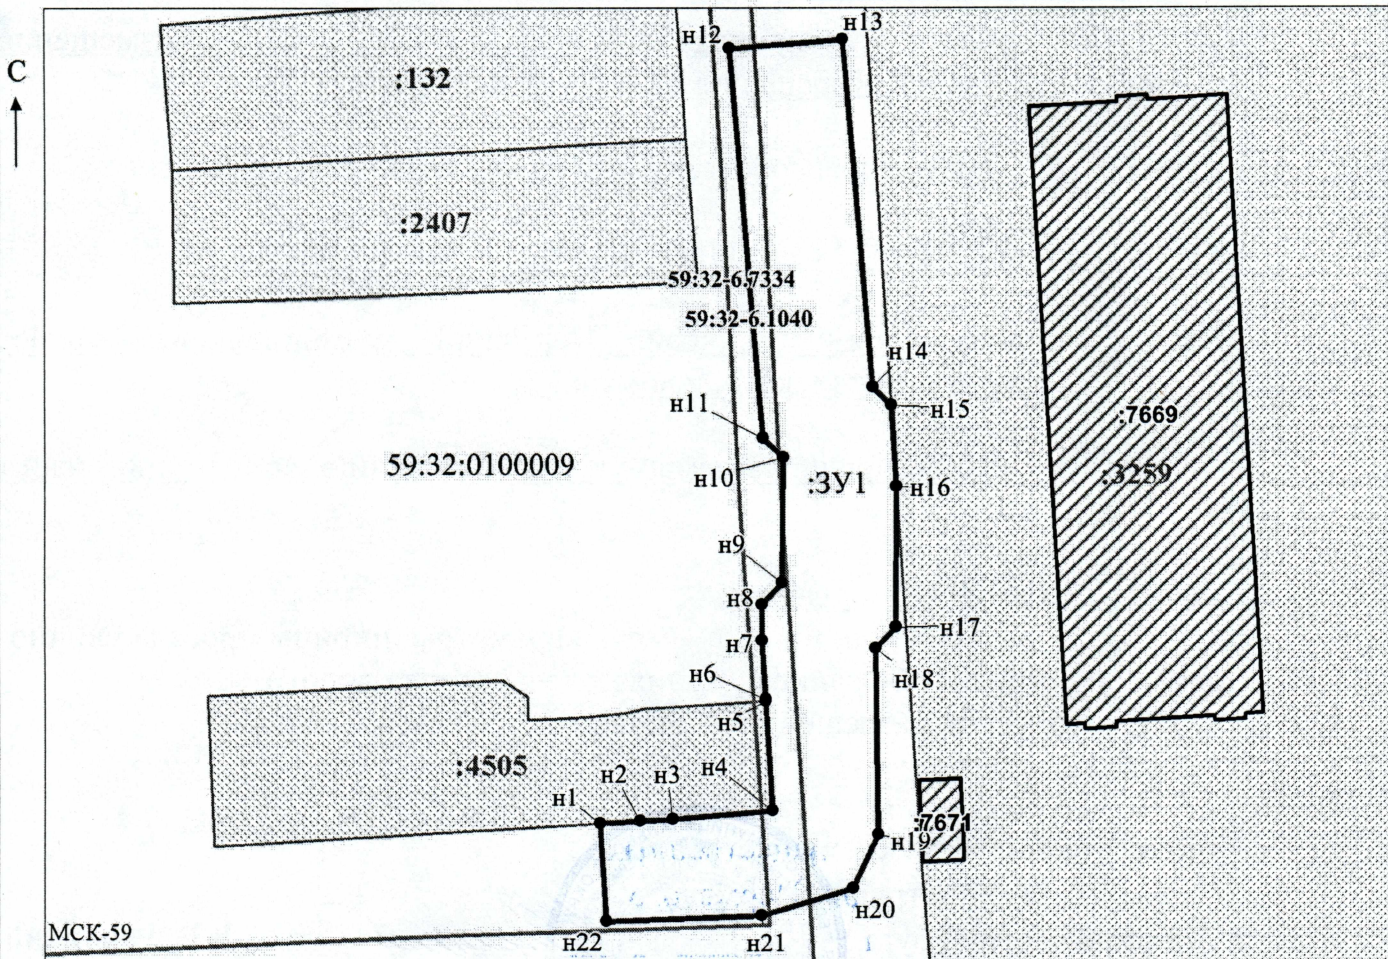 н12
н13
С
:132
:2407
59:32-6.7334
59:32-6.1040
н14
н11
н15
:7669
59:32:0100009
н10
:ЗУ1
:3259
н16
н9
н8
н7
н17
н6
н18
н5
:4505
н4
н2
н3
н1
:7671
н19
н20
МСК-59
н22
н21